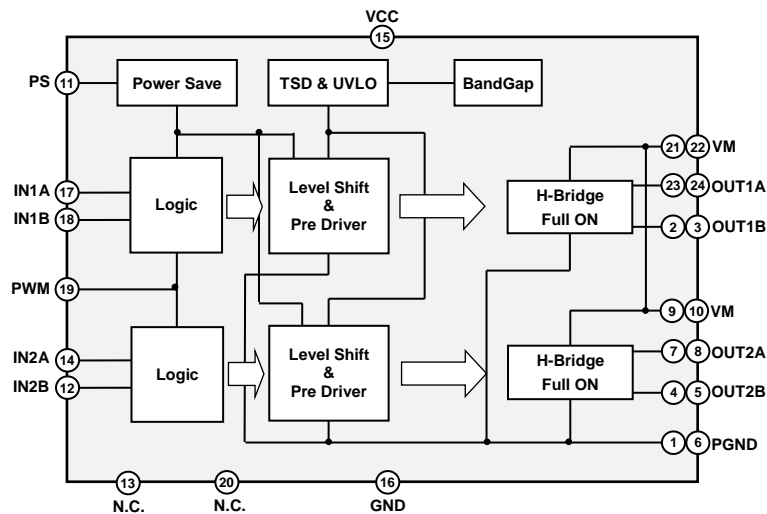 VCC
15
PS
11
Power Save
TSD & UVLO
BandGap
21
22
VM
IN1A
17
IN1B
18
Logic
Level Shift
&
Pre Driver
H-Bridge
Full ON
23
24
OUT1A
2
3
OUT1B
PWM
19
9
10
VM
IN2A
14
IN2B
12
Logic
Level Shift
&
Pre Driver
H-Bridge
Full ON
7
8
OUT2A
4
5
OUT2B
1
6
PGND
13
N.C.
20
N.C.
16
GND